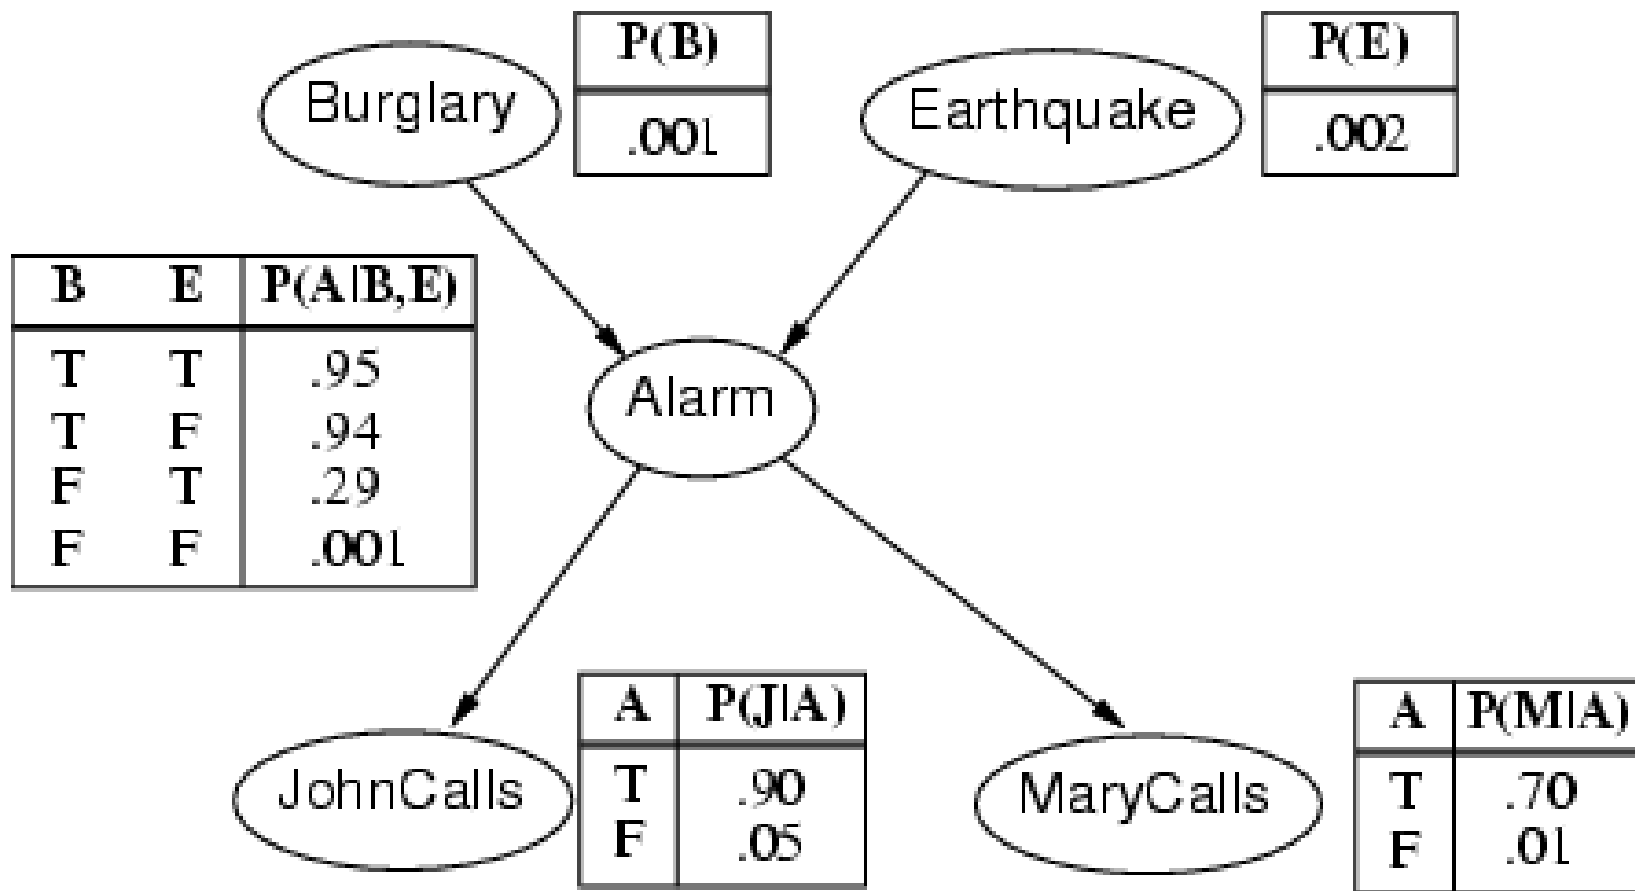 Burglary
P(B)
.001
Earthquake
P(E)
.002
B E P(A|B,E)
T T .95
T F .94
F T .29
F F .001
Alarm
JohnCalls
A P(J|A)
T .90
F .05
MaryCalls
A P(M|A)
T .70
F .01